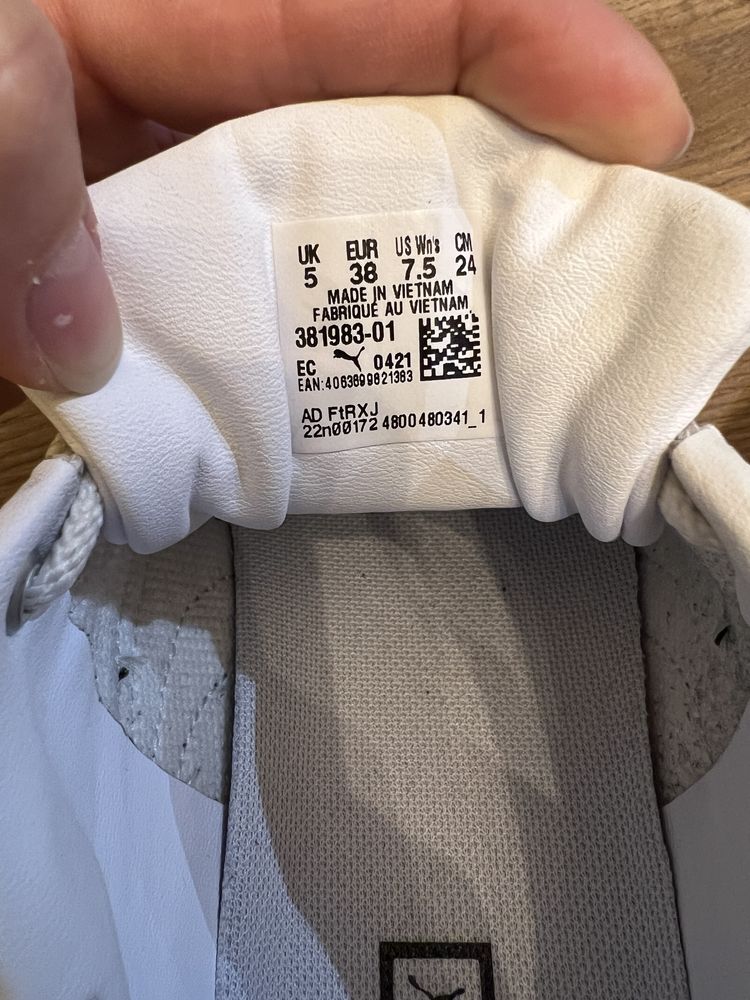 UK EUR US Wn's CM
5 38 7.5 24
MADE IN VIETNAM
FABRIQUÉ AU VIETNAM
381983-01
EC 0421
EAN:4063699821383
AD FtRXJ
22n00172 4800480341_1